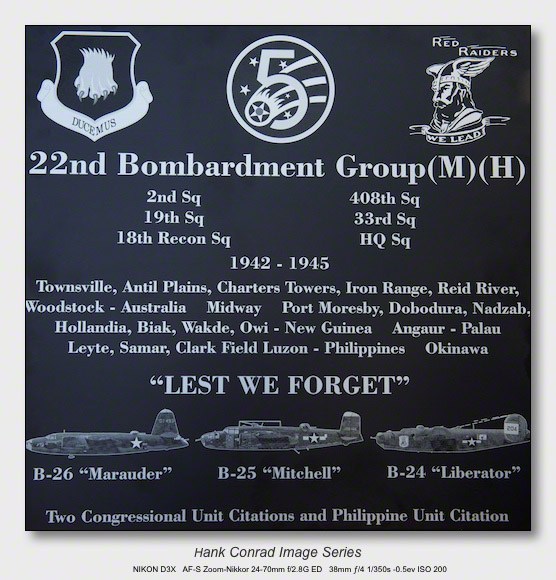 DUCEMUS
5
RED RAIDERS
WE LEAD
22nd Bombardment Group(M)(H)
2nd Sq 408th Sq
19th Sq 33rd Sq
18th Recon Sq HQ Sq
1942 - 1945
Townsville, Antil Plains, Charters Towers, Iron Range, Reid River,
Woodstock - Australia Midway Port Moresby, Dobodura, Nadzab,
Hollandia, Biak, Wakde, Owi - New Guinea Angaur - Palau
Leyte, Samar, Clark Field Luzon - Philippines Okinawa
“LEST WE FORGET”
B-26 “Marauder” B-25 “Mitchell” B-24 “Liberator”
Two Congressional Unit Citations and Philippine Unit Citation
Hank Conrad Image Series
NIKON D3X AF-S Zoom-Nikkor 24-70mm f/2.8G ED 38mm ƒ/4 1/350s -0.5ev ISO 200